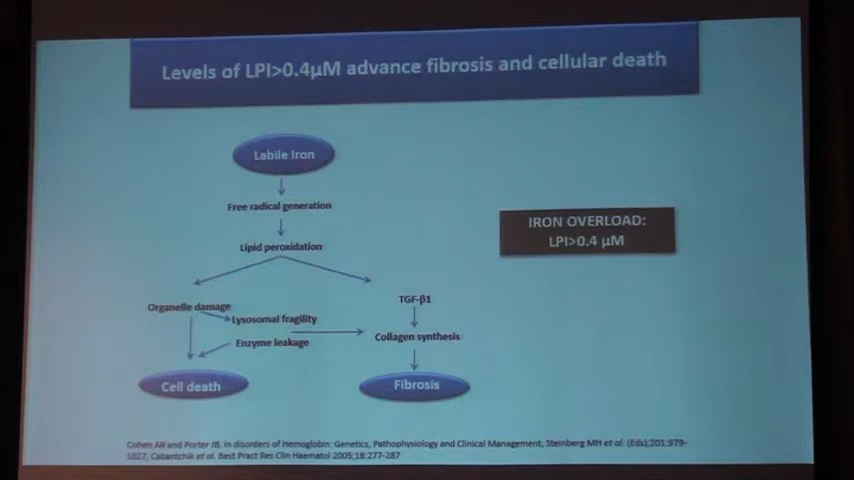 Levels of LPI>0.4µM advance fibrosis and cellular death
Labile Iron
Free radical generation
Lipid peroxidation
IRON OVERLOAD:
LPI>0.4 µM
Organelle damage
Lysosomal fragility
Enzyme leakage
Cell death
TGF-β1
Collagen synthesis
Fibrosis
Cohen AR and Porter JB. In disorders of Hemoglobin: Genetics, Pathophysiology and Clinical Management, Steinberg MH et al. (Eds);201:979-
1027, Cabantchik et al. Best Pract Res Clin Haematol 2005;18:277-287